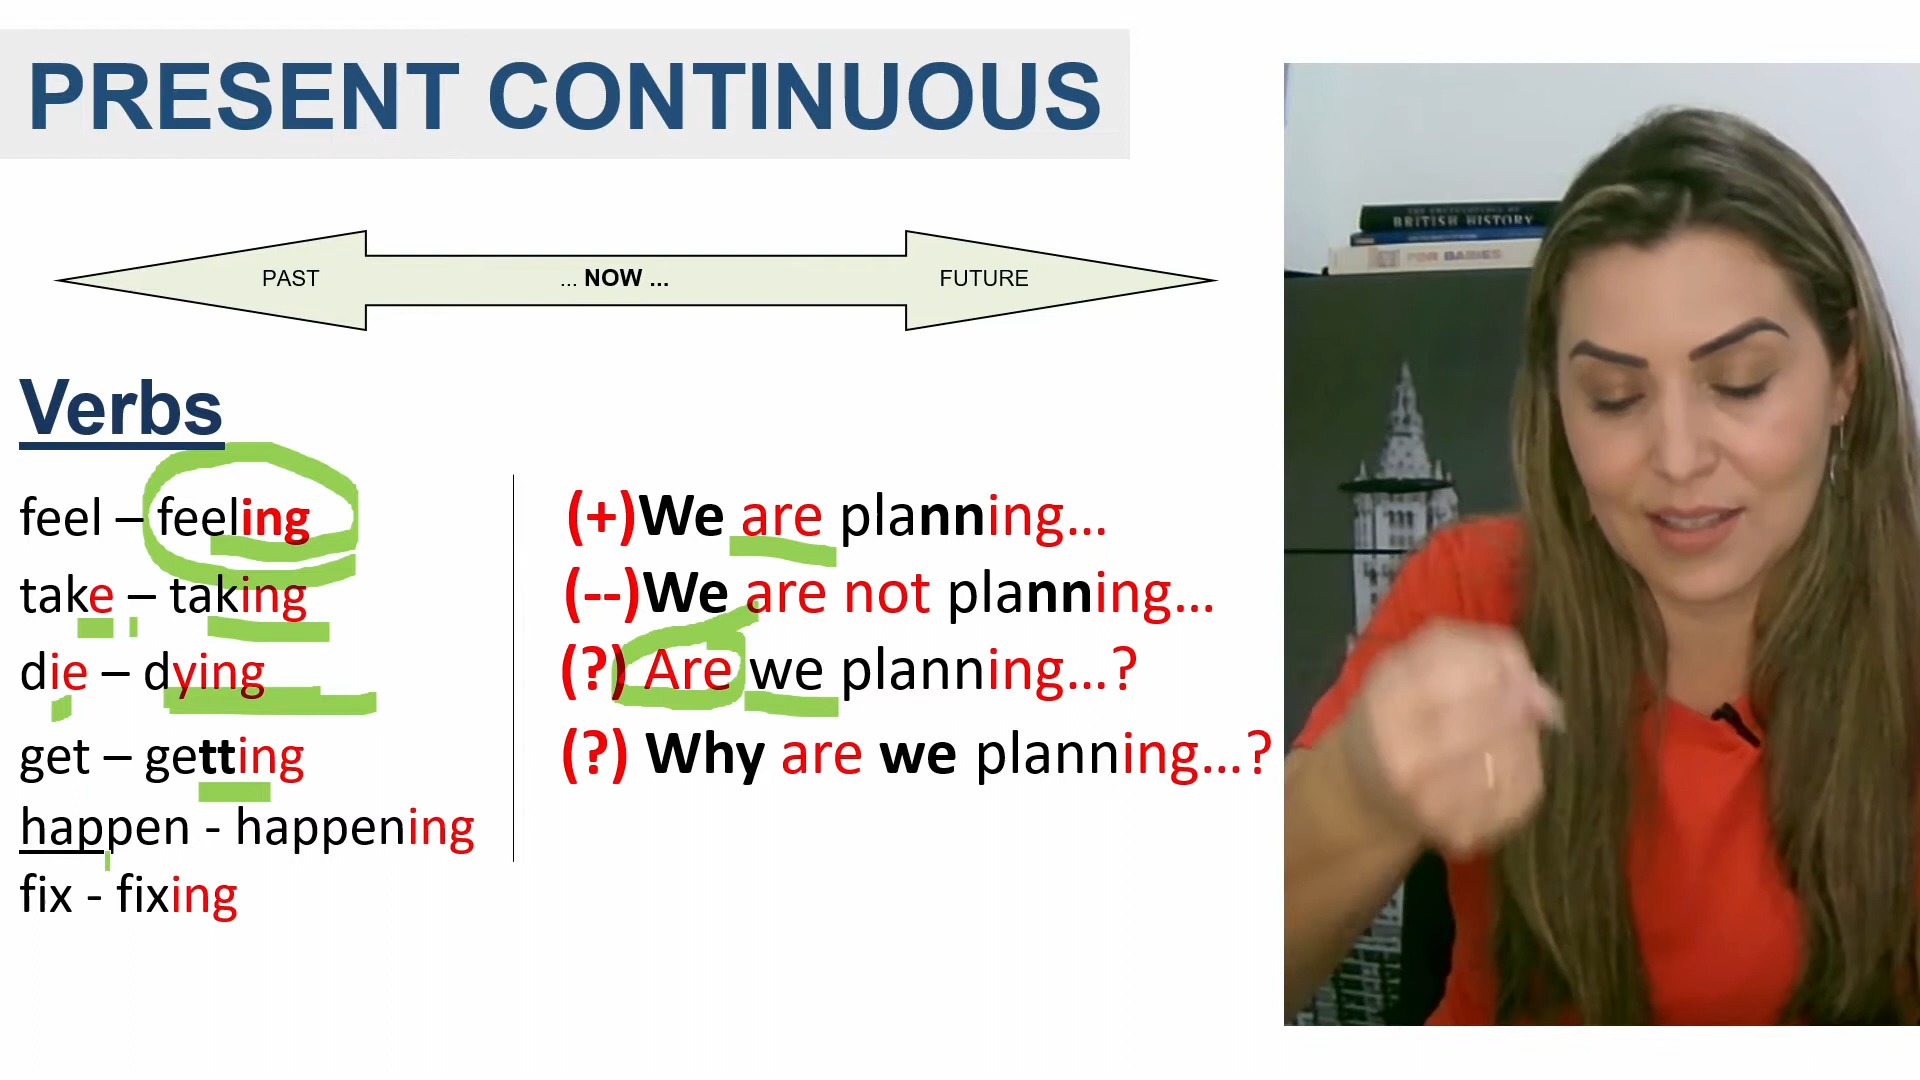 PRESENT CONTINUOUS
PAST ... NOW ... FUTURE
Verbs
feel – feeling
take – taking
die – dying
get – getting
happen - happening
fix - fixing
(+)We are planning...
(--)We are not planning...
(?) Are we planning...?
(?) Why are we planning...?
BRITISH HISTORY
FOR BABIES